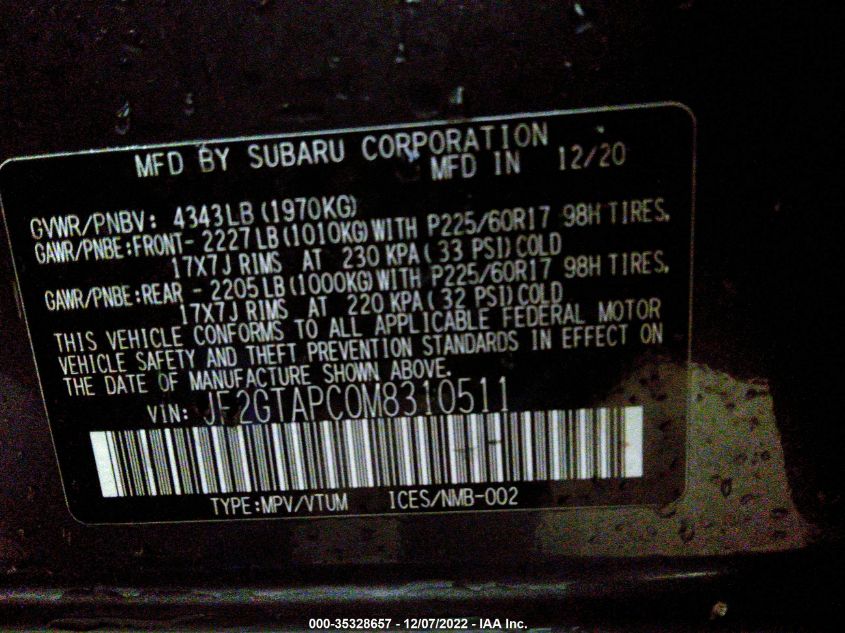 MFD BY SUBARU CORPORATION
MFD IN 12/20
GVWR/PNBV: 4343LB (1970KG)
GAWR/PNBE:FRONT- 2227LB(1010KG)WITH P225/60R17 98H TIRES,
17X7J RIMS AT 230 KPA( 33 PSI)COLD
GAWR/PNBE:REAR - 2205LB(1000KG)WITH P225/60R17 98H TIRES,
17X7J RIMS AT 220 KPA( 32 PSI)COLD
THIS VEHICLE CONFORMS TO ALL APPLICABLE FEDERAL MOTOR
VEHICLE SAFETY AND THEFT PREVENTION STANDARDS IN EFFECT ON
THE DATE OF MANUFACTURE SHOWN ABOVE.
VIN: JF2GTAPC0M8310511
TYPE:MPV/VTUM ICES/NMB-002
000-35328657 - 12/07/2022 - IAA Inc.